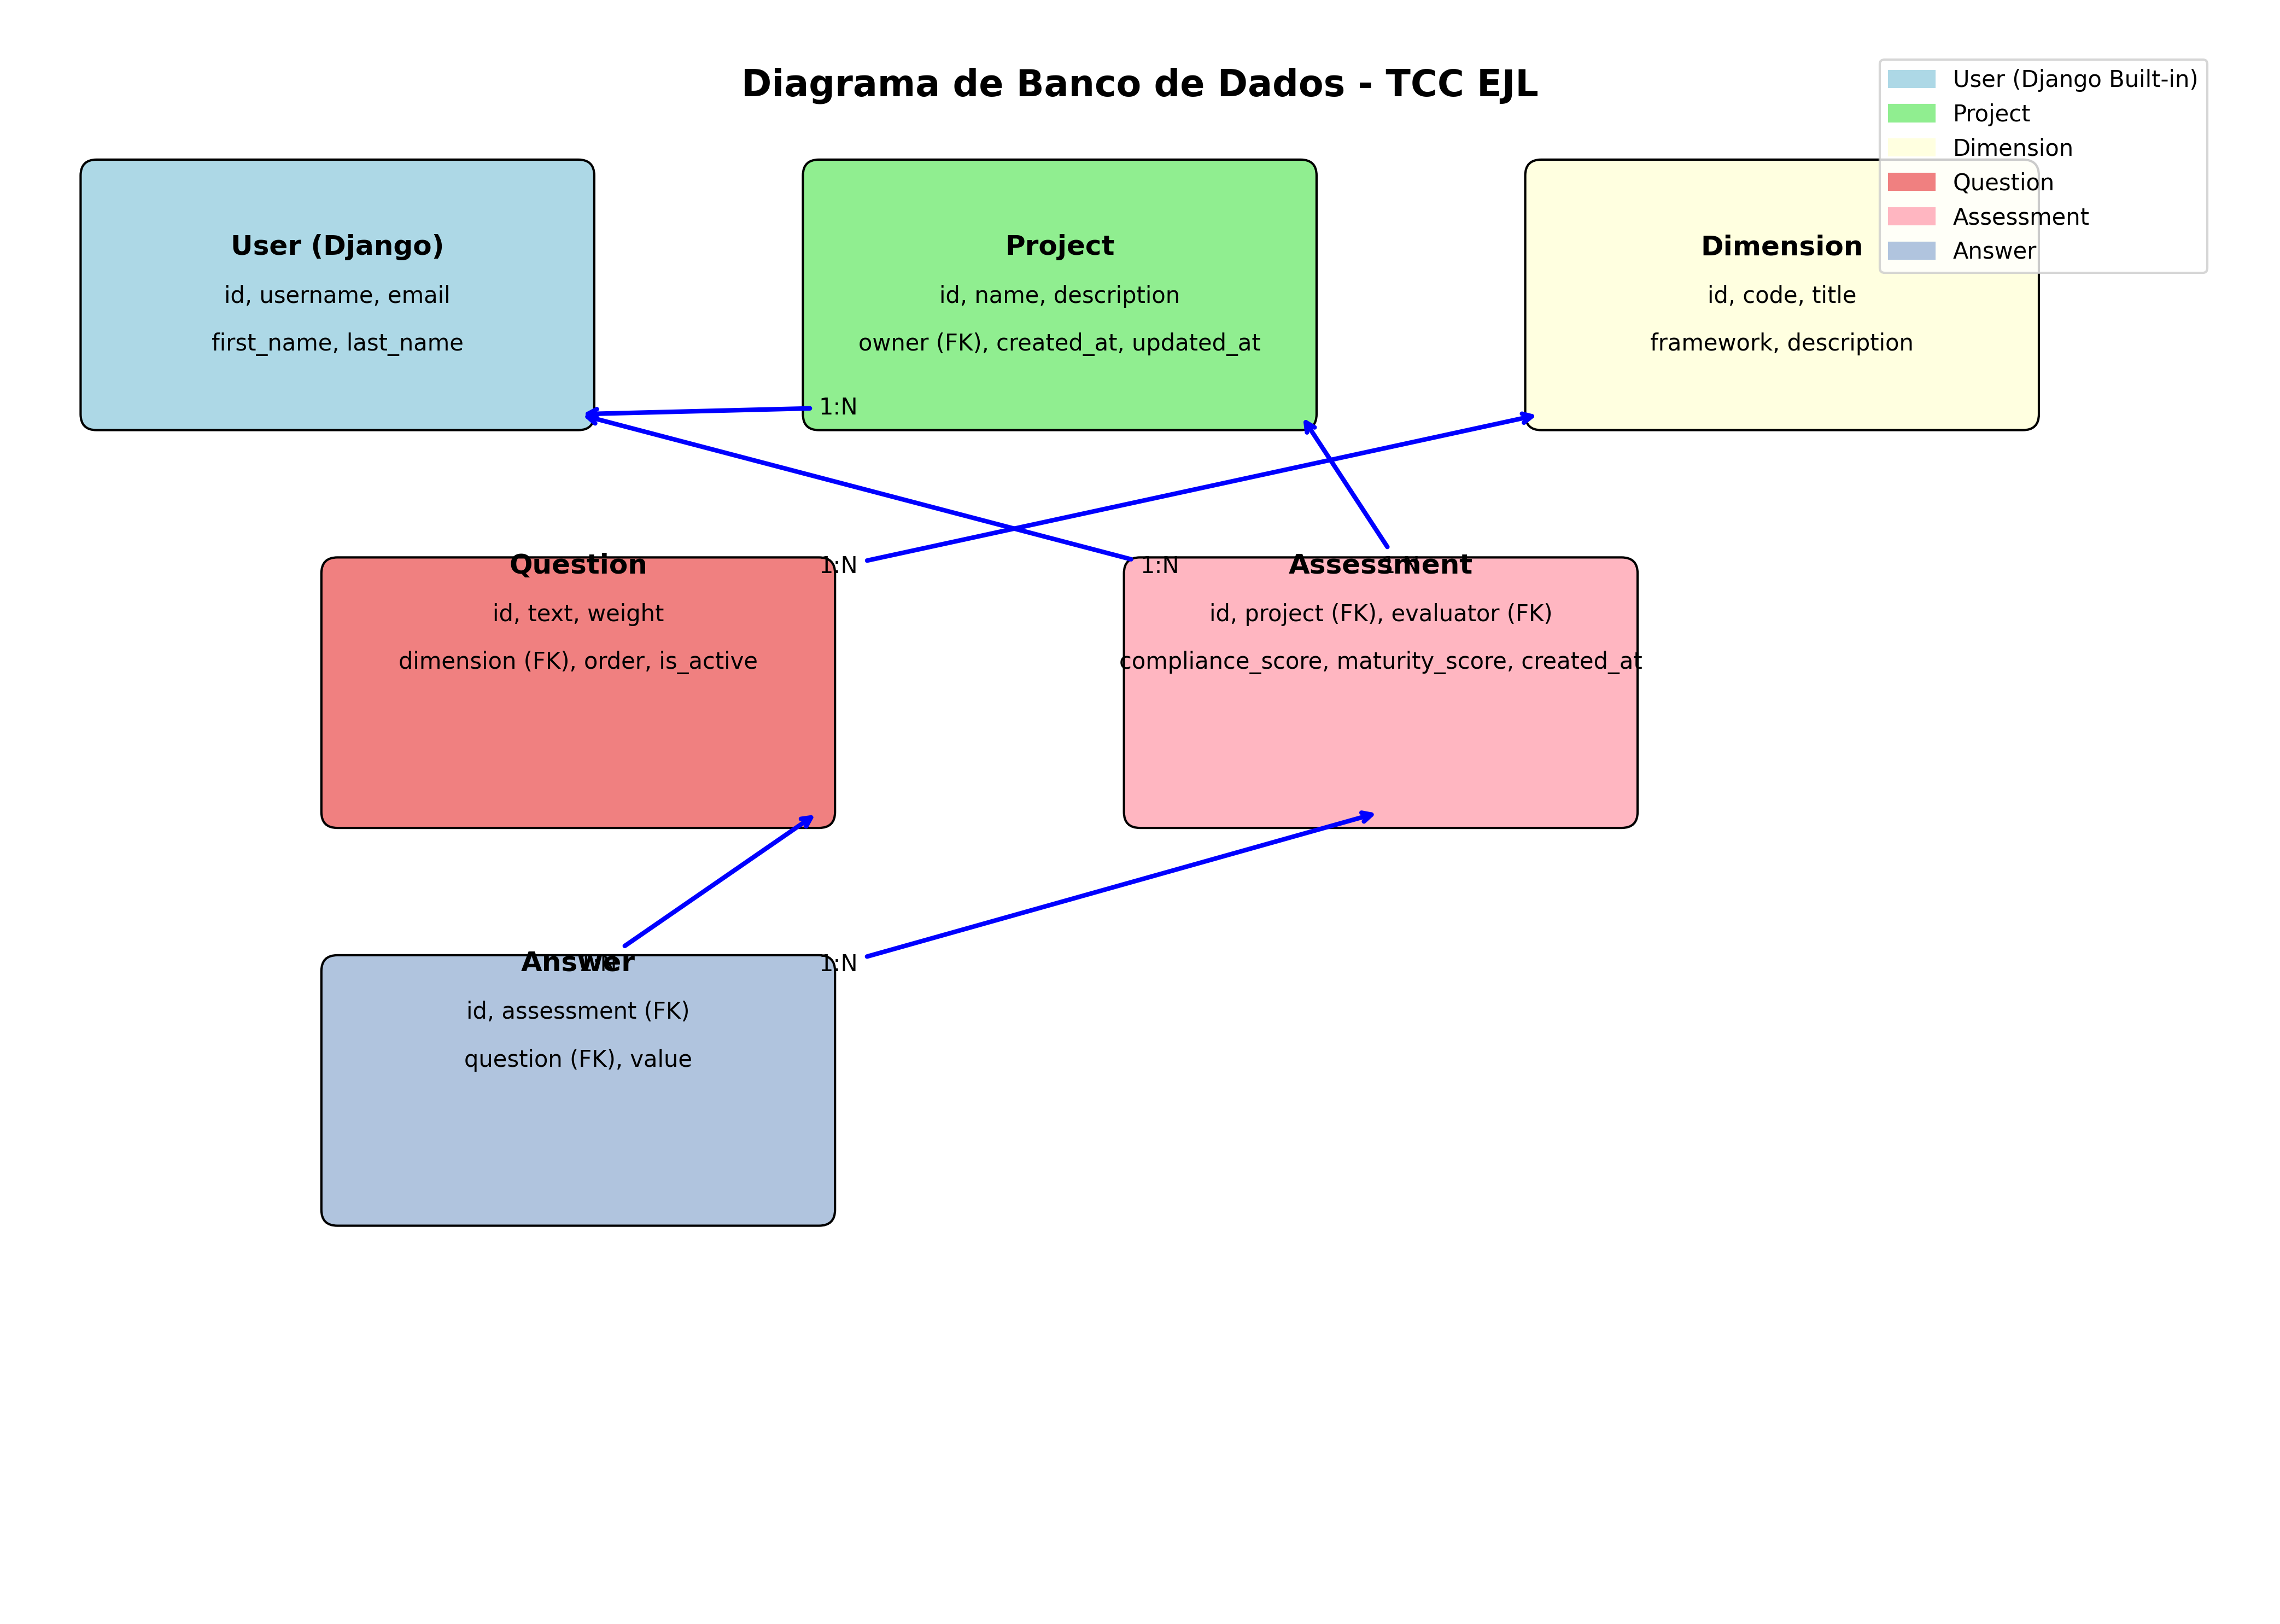 Diagrama de Banco de Dados - TCC EJL
User (Django Built-in)
Project
Dimension
Question
Assessment
Answer
User (Django)
id, username, email
first_name, last_name
Project
id, name, description
owner (FK), created_at, updated_at
1:N
Dimension
id, code, title
framework, description
Question
1:N
id, text, weight
dimension (FK), order, is_active
1:N
Assessment
id, project (FK), evaluator (FK)
compliance_score, maturity_score, created_at
Answer
1:N
id, assessment (FK)
question (FK), value